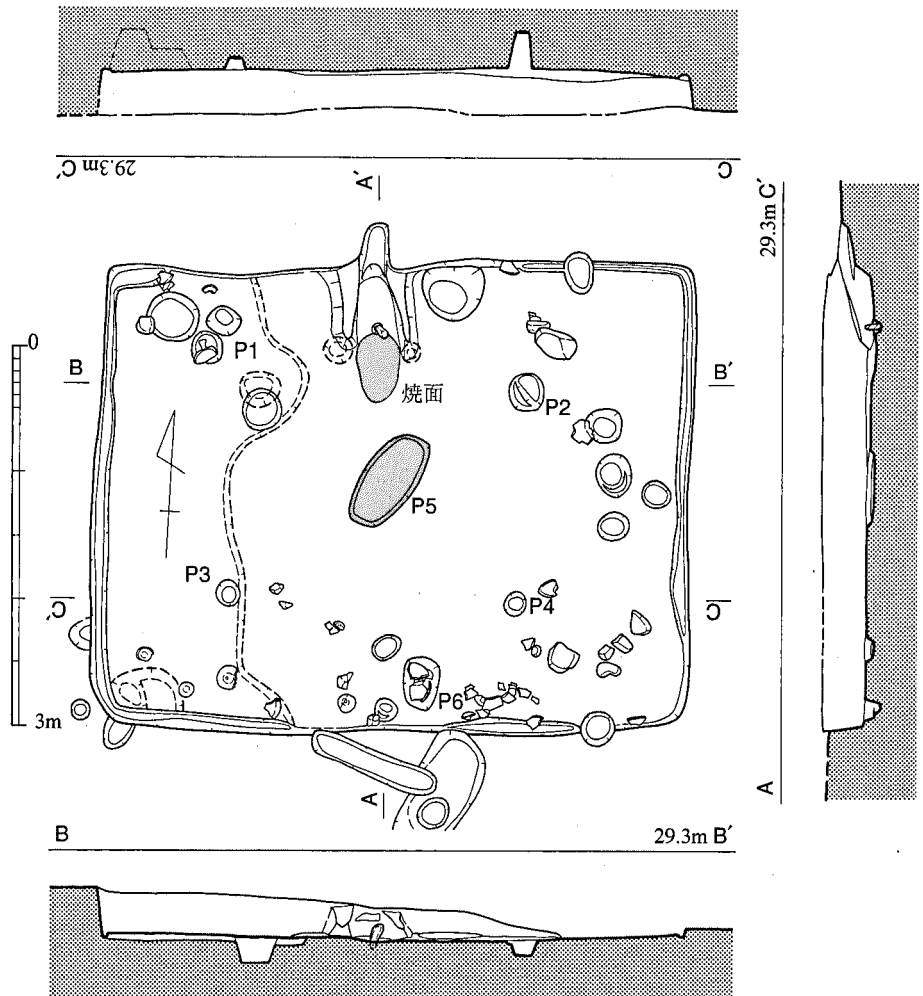 29.3m C′ C
A′
29.3m C′
0
B B′
P1
P2
焼面
P5
P3
P4
C′ C
P6
3m
A A
B 29.3m B′